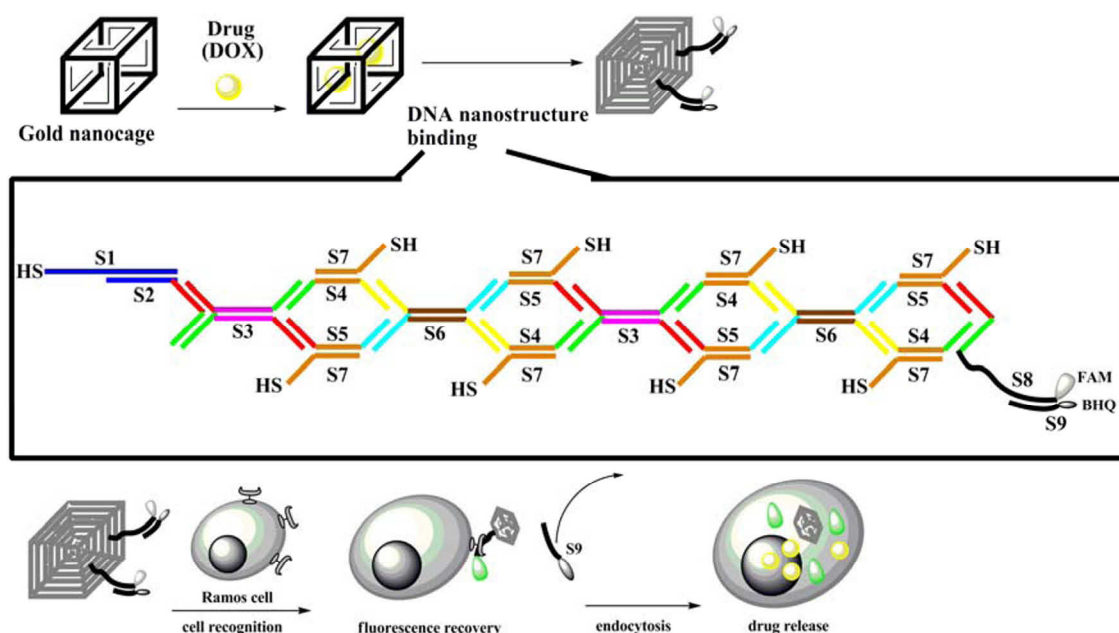 Drug
(DOX)
Gold nanocage
DNA nanostructure
binding
S7 SH S7 SH S7 SH S7 SH
HS S1
S2 S4 S5 S4 S5
S3 S5 S6 S4 S3 S5 S6 S4
HS S7 HS S7 HS S7 HS S7
S8 FAM
BHQ
S9
S9
Ramos cell
cell recognition fluorescence recovery endocytosis drug release